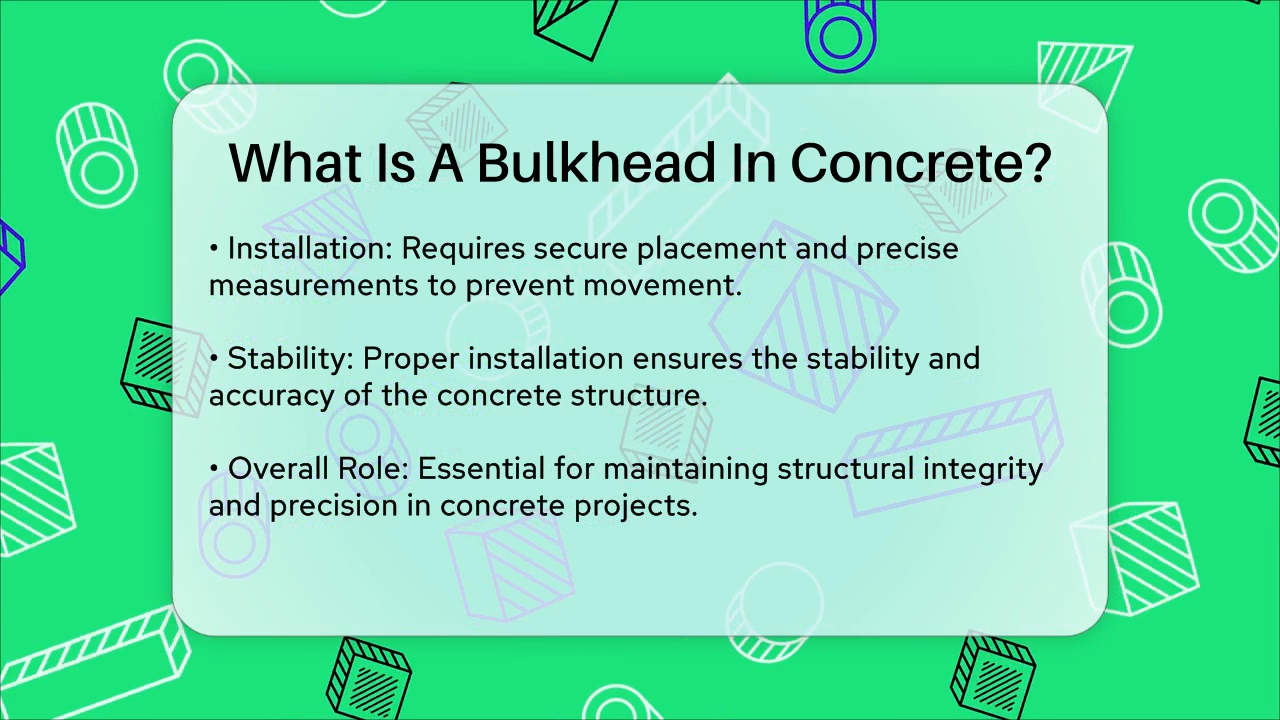 What Is A Bulkhead In Concrete?
• Installation: Requires secure placement and precise
measurements to prevent movement.
• Stability: Proper installation ensures the stability and
accuracy of the concrete structure.
• Overall Role: Essential for maintaining structural integrity
and precision in concrete projects.